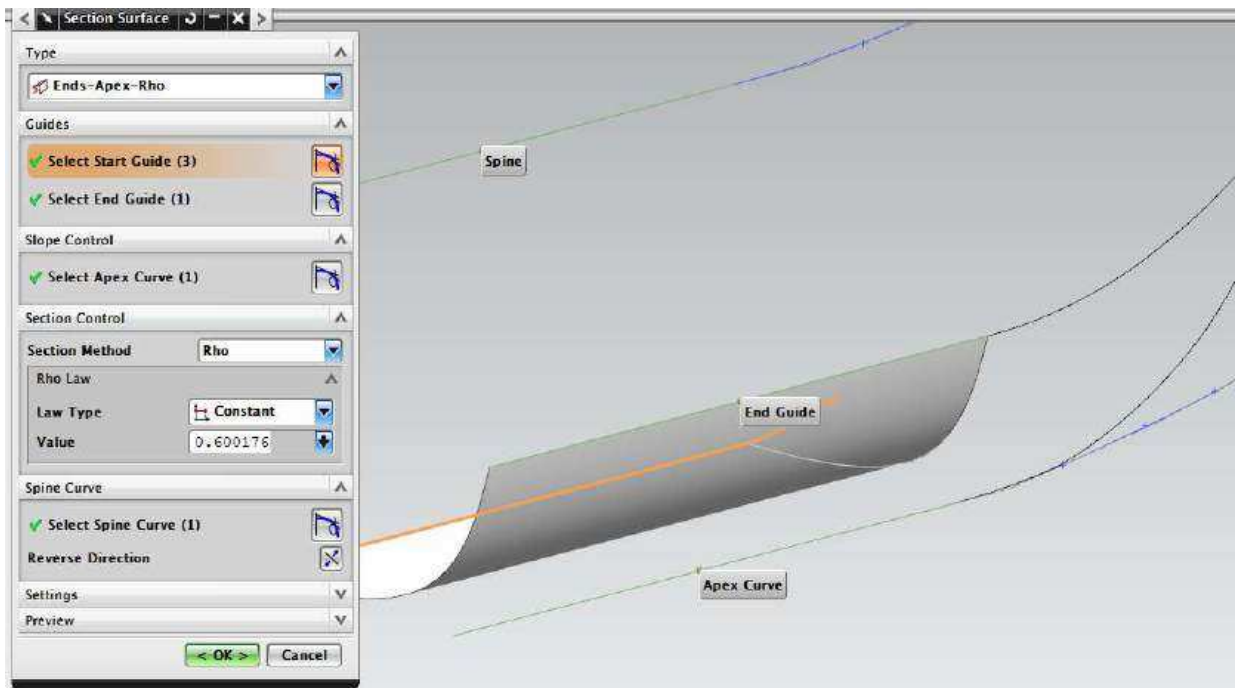 Section Surface
Type
Ends-Apex-Rho
Guides
Select Start Guide (3)
Select End Guide (1)
Slope Control
Select Apex Curve (1)
Section Control
Section Method Rho
Rho Law
Law Type Constant
Value 0.600176
Spine Curve
Select Spine Curve (1)
Reverse Direction
Settings
Preview
< OK > Cancel
Spine
End Guide
Apex Curve